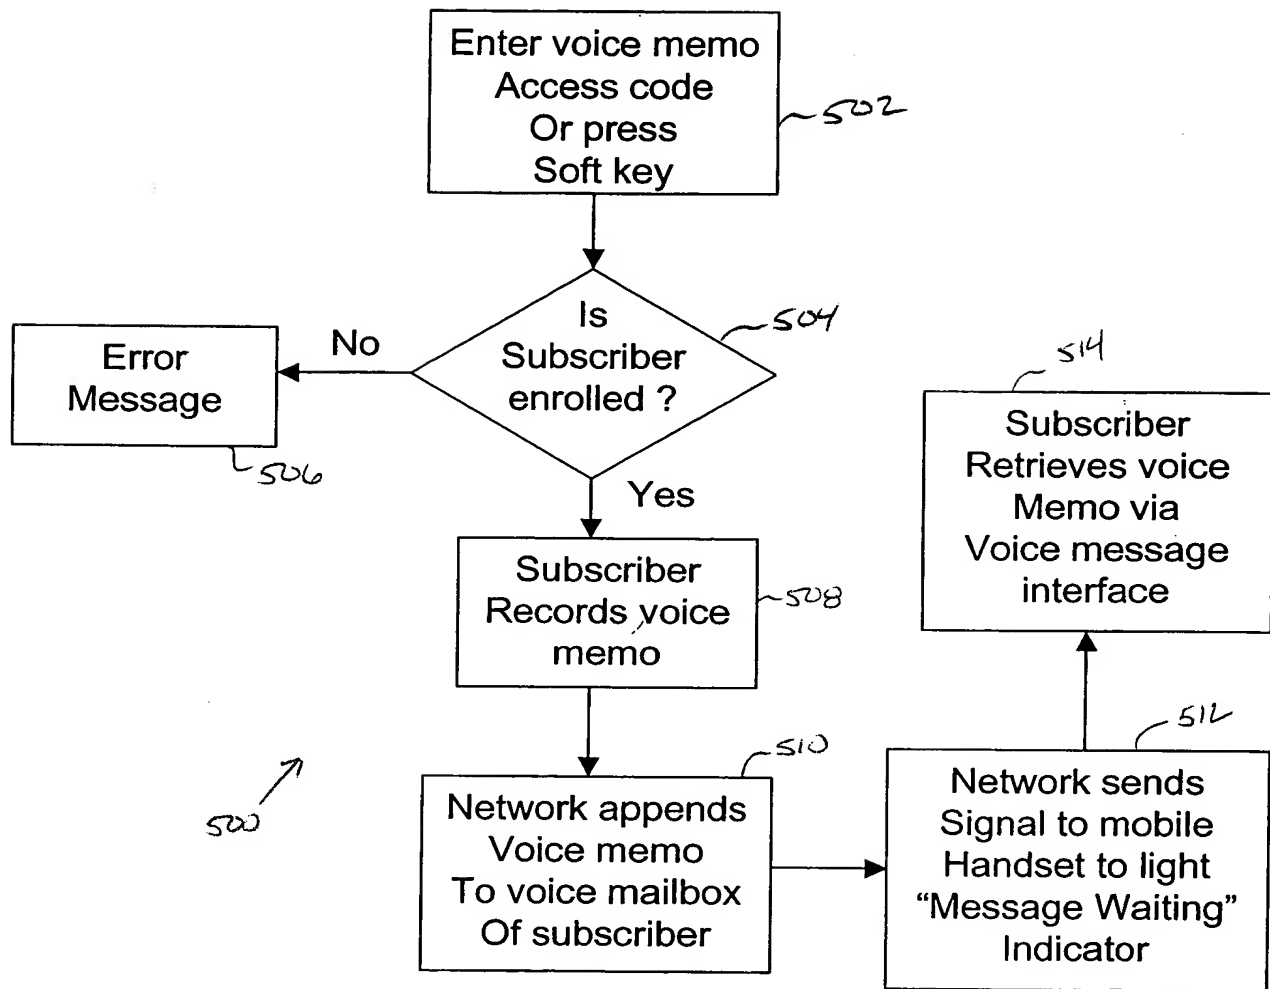 Enter voice memo
Access code
Or press
Soft key
502
Is
Subscriber
enrolled ?
504
No
Error
Message
506
Yes
Subscriber
Records voice
memo
508
Network appends
Voice memo
To voice mailbox
Of subscriber
510
Network sends
Signal to mobile
Handset to light
“Message Waiting”
Indicator
512
Subscriber
Retrieves voice
Memo via
Voice message
interface
514
500